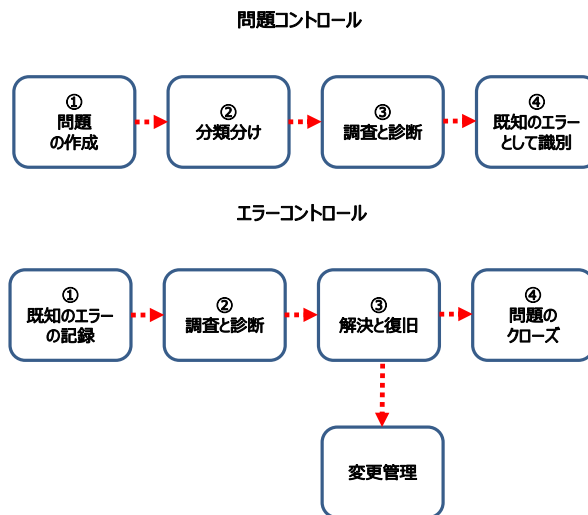 問題コントロール
①
問題
の作成
②
分類分け
③
調査と診断
④
既知のエラー
として識別
エラーコントロール
①
既知のエラー
の記録
②
調査と診断
③
解決と復旧
④
問題の
クローズ
変更管理